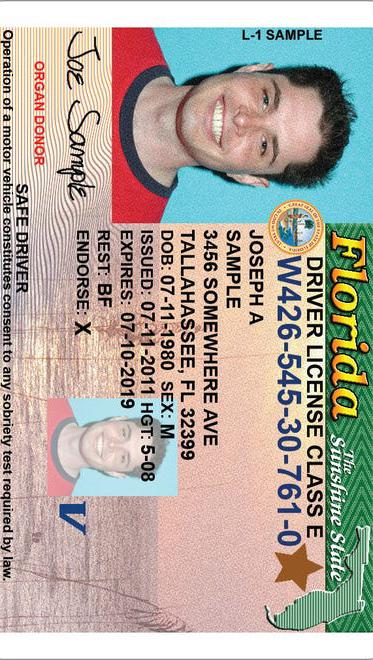 L-1 SAMPLE
Florida
The
Sunshine State
DRIVER LICENSE CLASS E
W426-545-30-761-0
JOSEPH A
SAMPLE
3456 SOMEWHERE AVE
TALLAHASSEE, FL 32399
DOB: 07-11-1980 SEX: M
ISSUED: 07-11-2011 HGT: 5-08
EXPIRES: 07-10-2019
REST: BF
ENDORSE: X
V
Joe Sample
ORGAN DONOR
SAFE DRIVER
Operation of a motor vehicle constitutes consent to any sobriety test required by law.